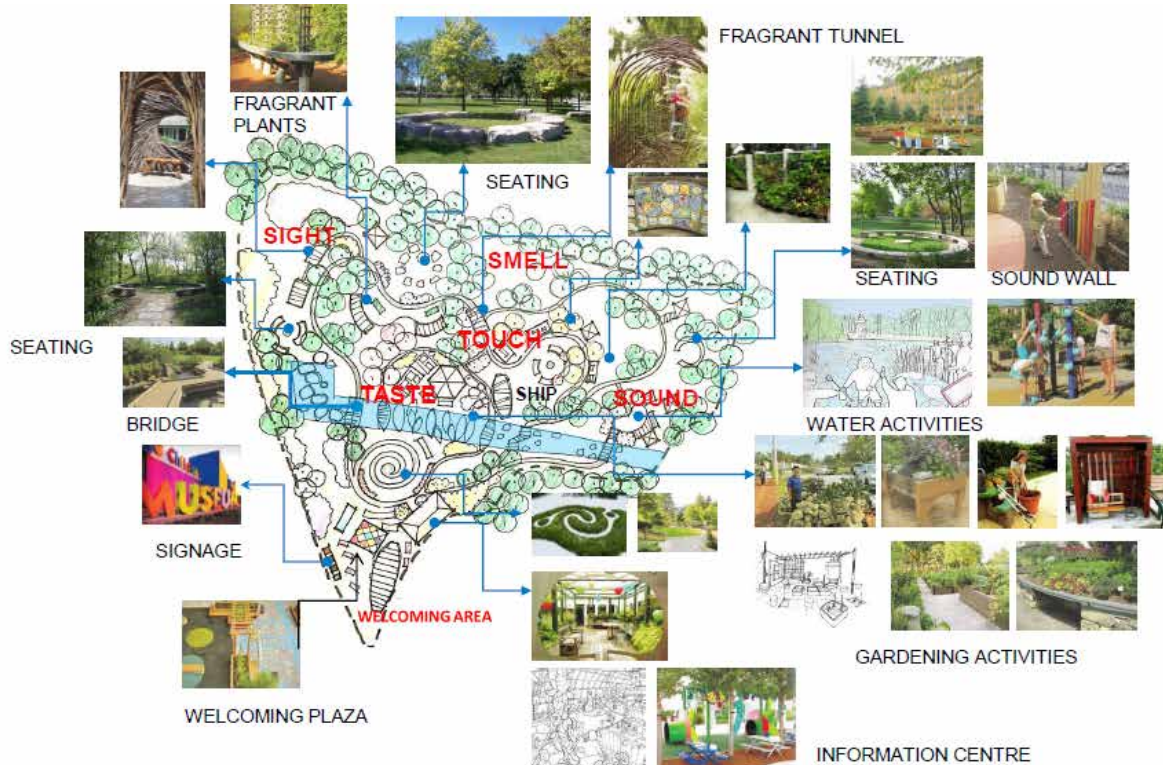 FRAGRANT TUNNEL
FRAGRANT
PLANTS
SEATING
SIGHT
SMELL
SEATING
SOUND WALL
TOUCH
SEATING
TASTE
SHIP
SOUND
BRIDGE
WATER ACTIVITIES
MUSEU
SIGNAGE
WELCOMING AREA
GARDENING ACTIVITIES
WELCOMING PLAZA
INFORMATION CENTRE